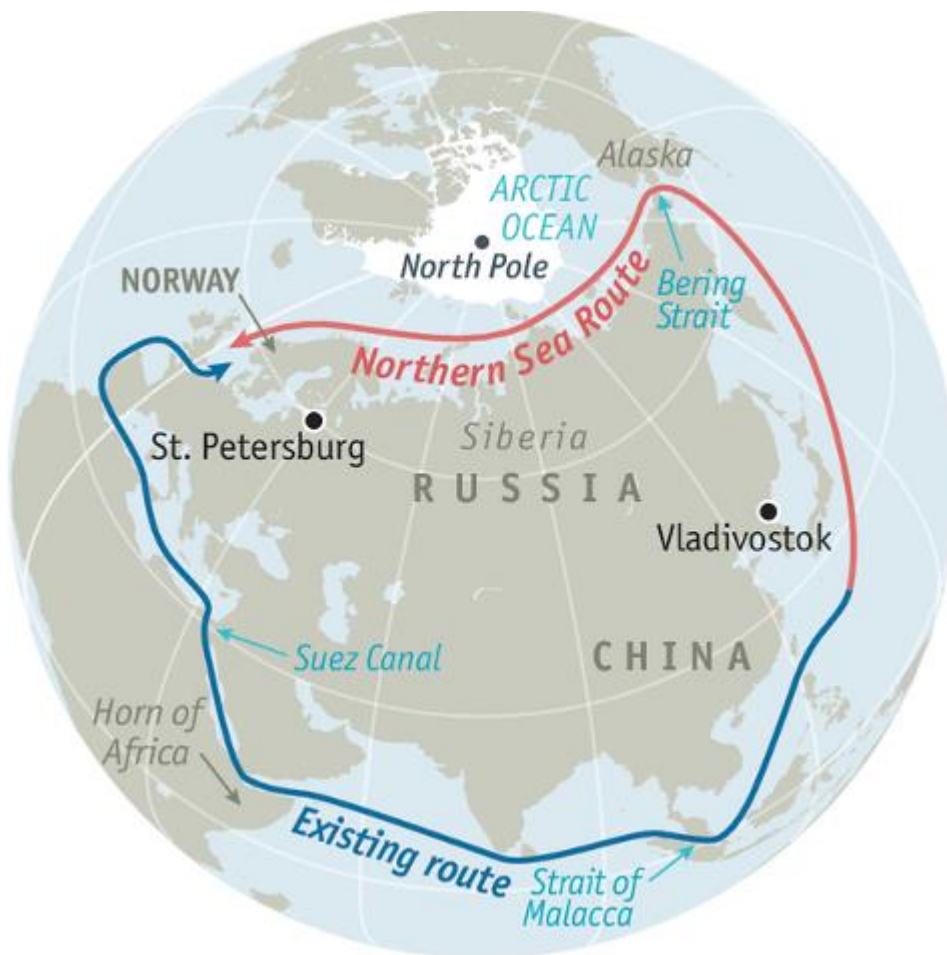 Alaska
ARCTIC
OCEAN
North Pole
NORWAY
Bering
Strait
Northern Sea Route
St. Petersburg
Siberia
RUSSIA
Vladivostok
Suez Canal
CHINA
Horn of
Africa
Existing route
Strait of
Malacca